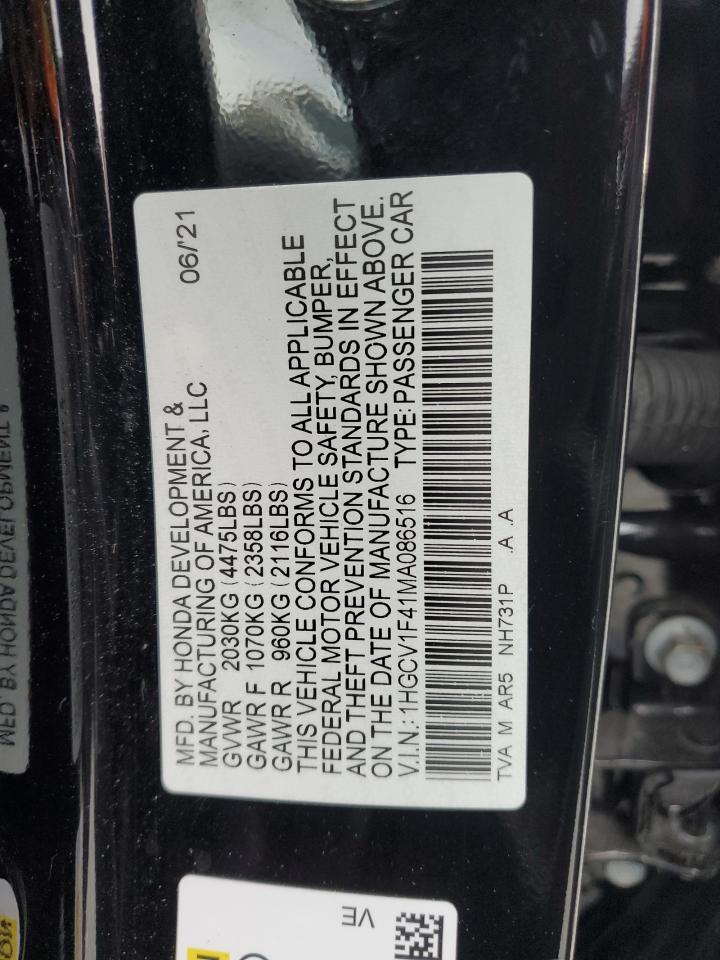 MFD. BY HONDA DEVELOPMENT &
MANUFACTURING OF AMERICA, LLC 06/'21
GVWR 2030KG (4475LBS)
GAWR F 1070KG (2358LBS)
GAWR R 960KG (2116LBS)
THIS VEHICLE CONFORMS TO ALL APPLICABLE
FEDERAL MOTOR VEHICLE SAFETY, BUMPER,
AND THEFT PREVENTION STANDARDS IN EFFECT
ON THE DATE OF MANUFACTURE SHOWN ABOVE.
V.I.N.: 1HGCV1F41MA086516 TYPE: PASSENGER CAR
TVA M AR5 NH731P .A .A
MFD. BY HONDA DEVELOPMENT &
VE